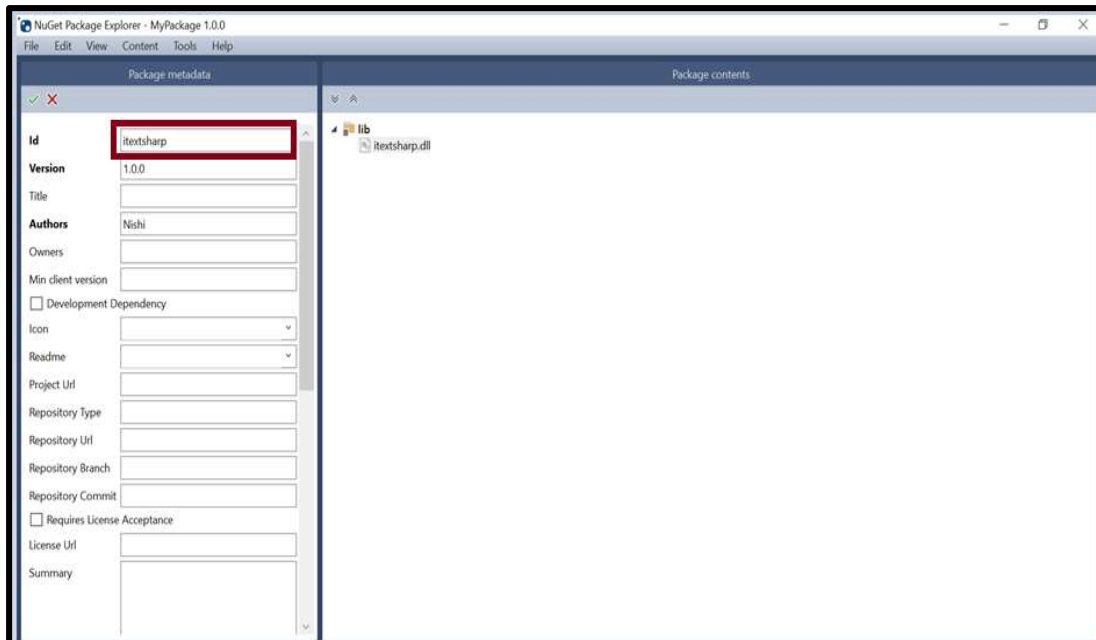 NuGet Package Explorer - MyPackage 1.0.0
File Edit View Content Tools Help
Package metadata
Package contents
Id
itextsharp
Version
1.0.0
Title
Authors
Nishi
Owners
Min client version
Development Dependency
Icon
Readme
Project Url
Repository Type
Repository Url
Repository Branch
Repository Commit
Requires License Acceptance
License Url
Summary
lib
itextsharp.dll